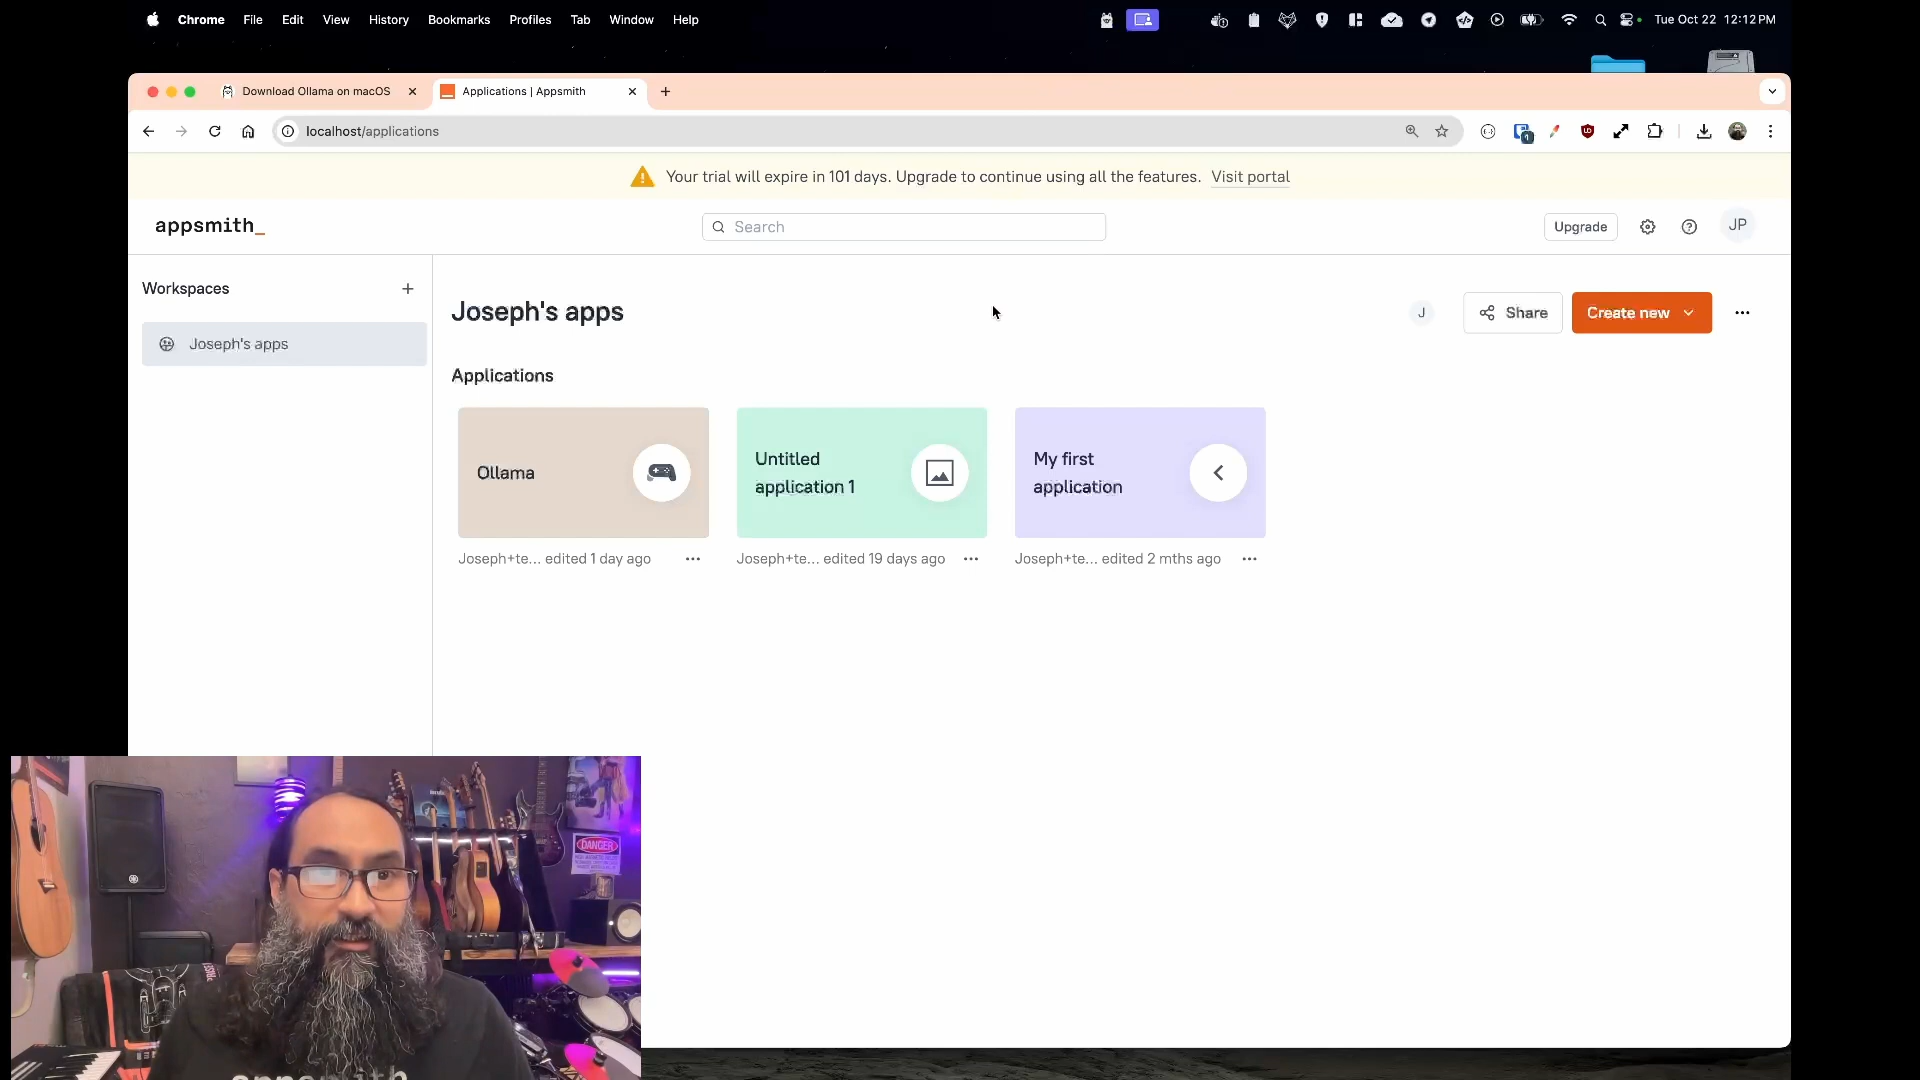 Chrome File Edit View History Bookmarks Profiles Tab Window Help Tue Oct 22 12:12 PM
Download Ollama on macOS Applications | Appsmith
localhost/applications
1
Your trial will expire in 101 days. Upgrade to continue using all the features. Visit portal
appsmith_
Search
Upgrade
JP
Workspaces
Joseph's apps
Joseph's apps
J
Share
Create new
Applications
Ollama
Untitled
application 1
My first
application
Joseph+te... edited 1 day ago
Joseph+te... edited 19 days ago
Joseph+te... edited 2 mths ago
DANGER
appsmith